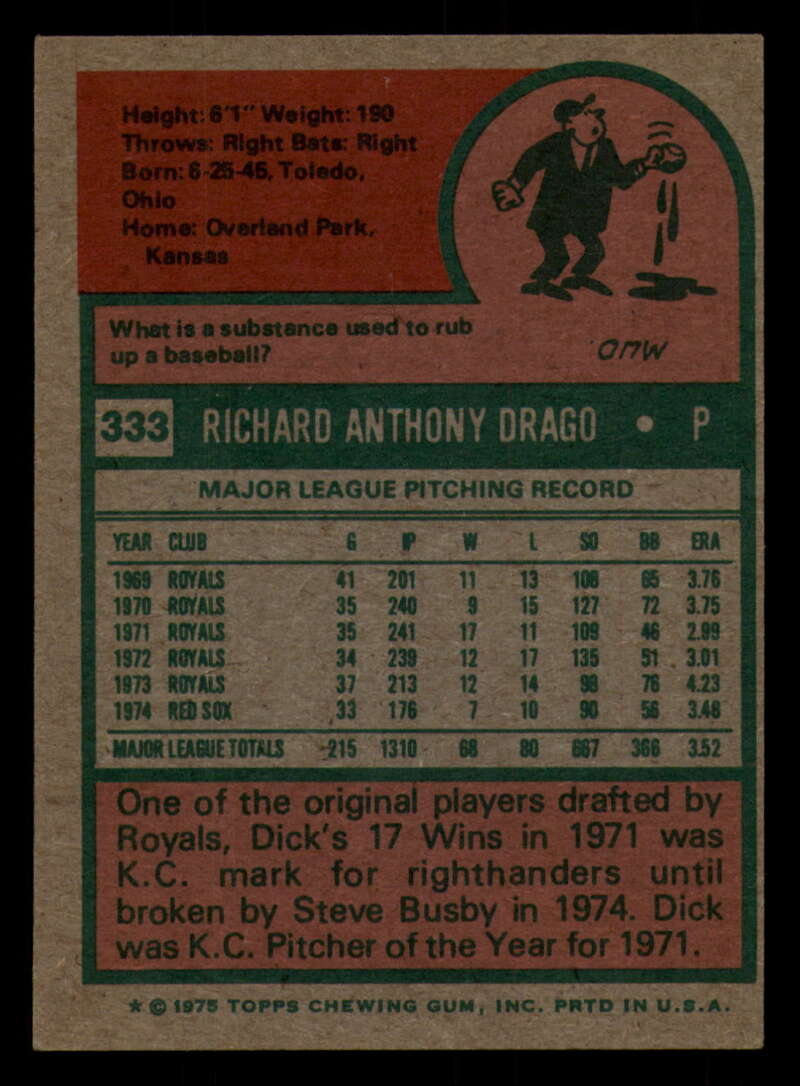 Height: 6'1" Weight: 190
Throws: Right Bats: Right
Born: 6-25-45, Toledo,
Ohio
Home: Overland Park,
Kansas
What is a substance used to rub
up a baseball?
MUD.
333 RICHARD ANTHONY DRAGO • P
MAJOR LEAGUE PITCHING RECORD
YEAR CLUB G IP W L SO BB ERA
1969 ROYALS 41 201 11 13 108 65 3.76
1970 ROYALS 35 240 9 15 127 72 3.75
1971 ROYALS 35 241 17 11 109 46 2.99
1972 ROYALS 34 239 12 17 135 51 3.01
1973 ROYALS 37 213 12 14 98 76 4.23
1974 RED SOX 33 176 7 10 90 56 3.48
MAJOR LEAGUE TOTALS 215 1310 68 80 667 366 3.52
One of the original players drafted by
Royals, Dick's 17 Wins in 1971 was
K.C. mark for righthanders until
broken by Steve Busby in 1974. Dick
was K.C. Pitcher of the Year for 1971.
* © 1975 TOPPS CHEWING GUM, INC. PRTD IN U.S.A.